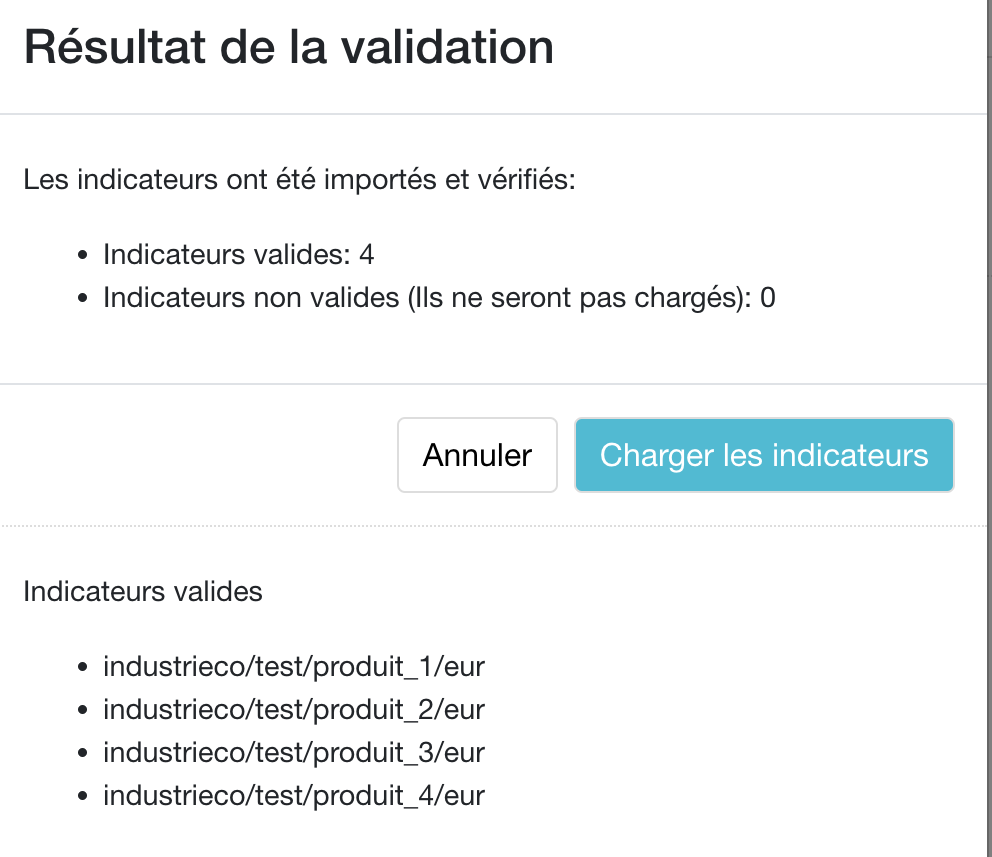 Résultat de la validation
Les indicateurs ont été importés et vérifiés:
Indicateurs valides: 4
Indicateurs non valides (Ils ne seront pas chargés): 0
Annuler
Charger les indicateurs
Indicateurs valides
industrieco/test/produit_1/eur
industrieco/test/produit_2/eur
industrieco/test/produit_3/eur
industrieco/test/produit_4/eur